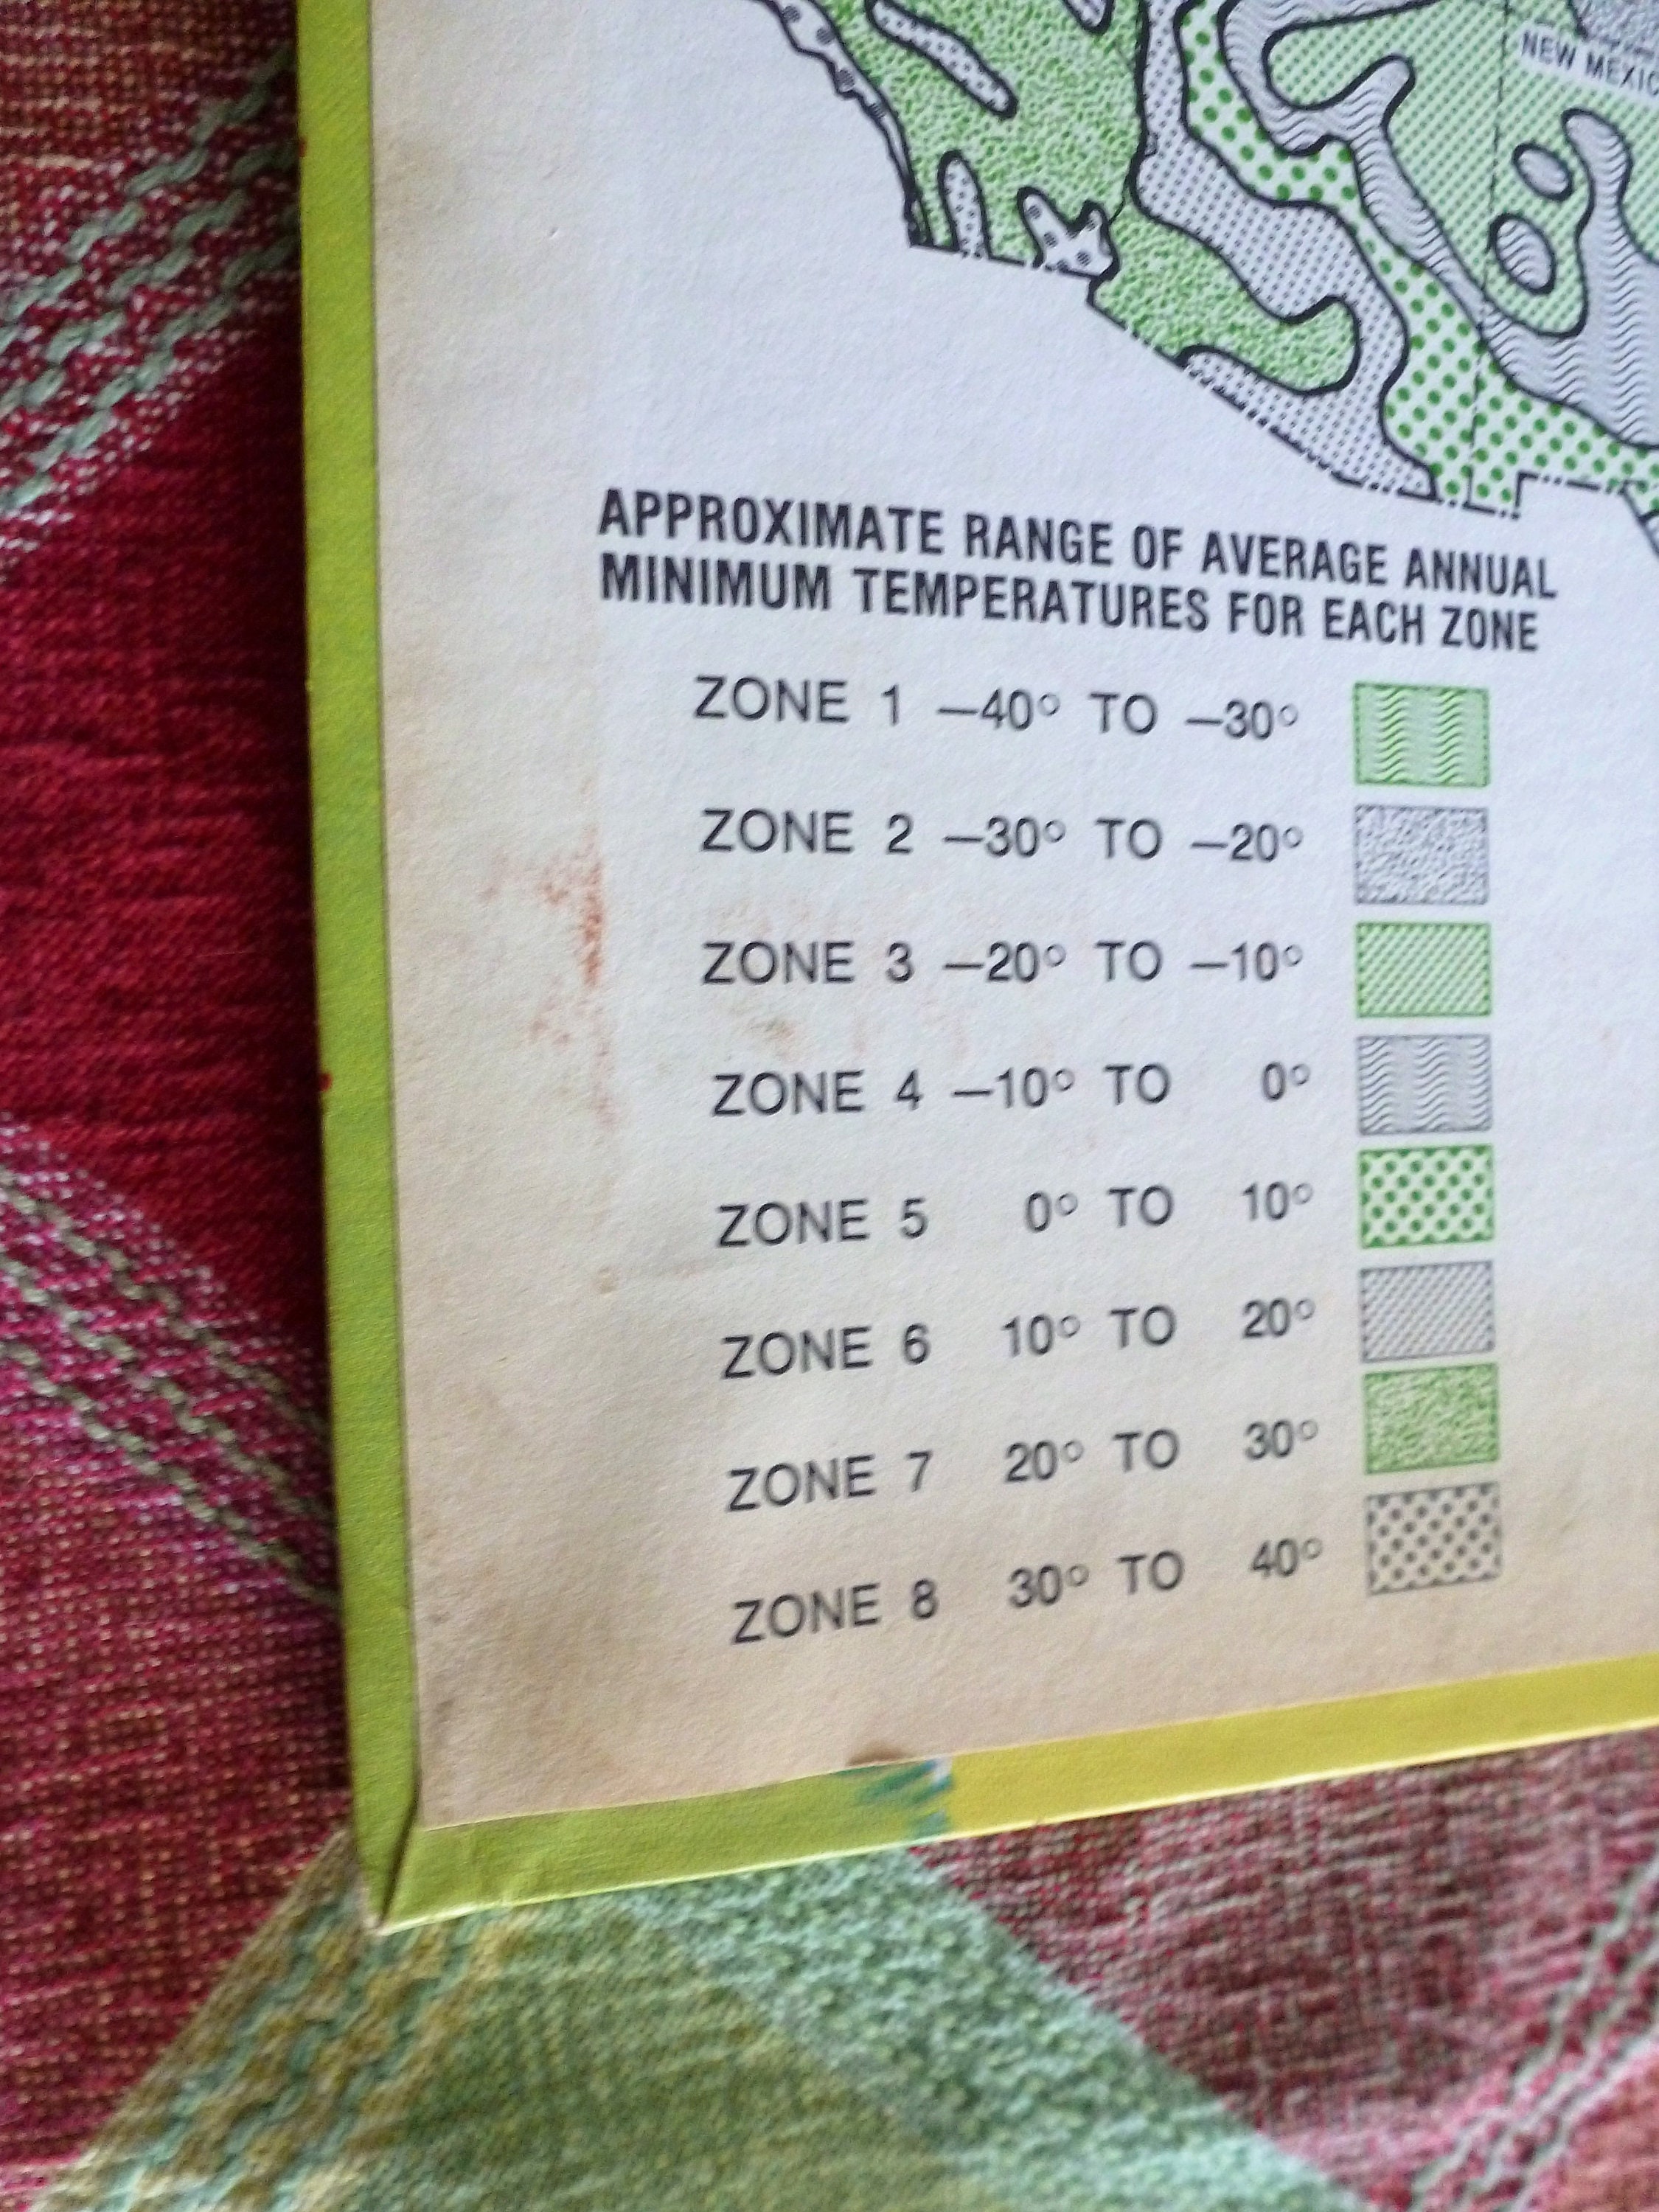 NEW
APPROXIMATE RANGE OF AVERAGE ANNUAL
MINIMUM TEMPERATURES FOR EACH ZONE
ZONE 1 —40° TO —30°
ZONE 2 —30° TO —20°
ZONE 3 —20° TO —10°
ZONE 4 —10° TO 0°
ZONE 5 0° TO 10°
ZONE 6 10° TO 20°
ZONE 7 20° TO 30°
ZONE 8 30° TO 40°